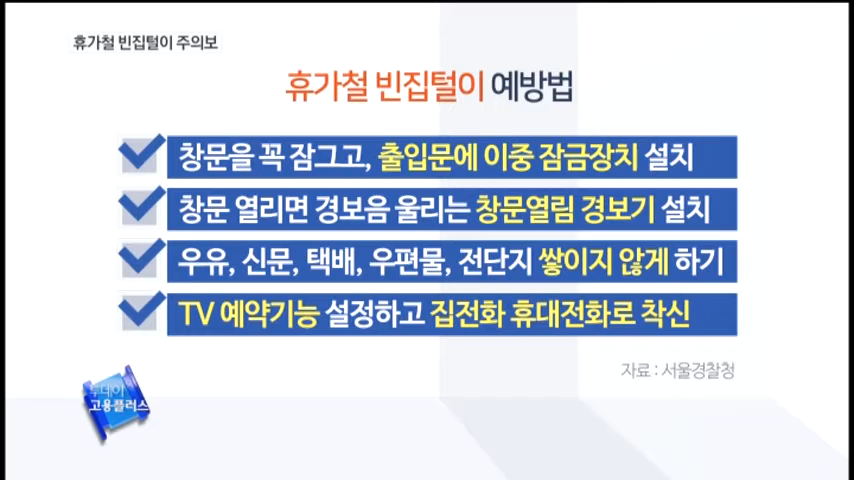 휴가철 빈집털이 주의보
휴가철 빈집털이 예방법
창문을 꼭 잠그고, 출입문에 이중 잠금장치 설치
창문 열리면 경보음 울리는 창문열림 경보기 설치
우유, 신문, 택배, 우편물, 전단지 쌓이지 않게 하기
TV 예약기능 설정하고 집전화 휴대전화로 착신
자료 : 서울경찰청
투데이
고용플러스